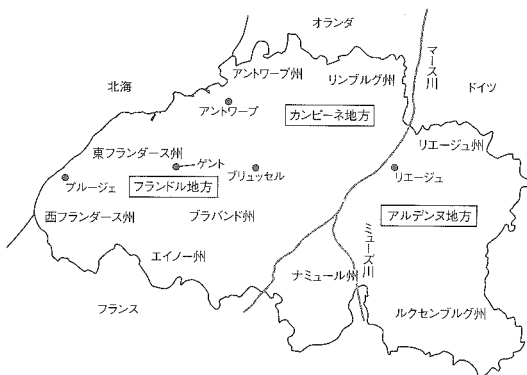 オランダ
北海
アントワープ州
リンブルグ州
マース川
ドイツ
アントワープ
カンピーネ地方
東フランダース州
ゲント
ブリュッセル
リエージュ州
リエージュ
ブルージェ
フランドル地方
西フランダース州
ブラバンド州
アルデンヌ地方
エイノー州
ナミュール州
ミューズ川
フランス
ルクセンブルグ州